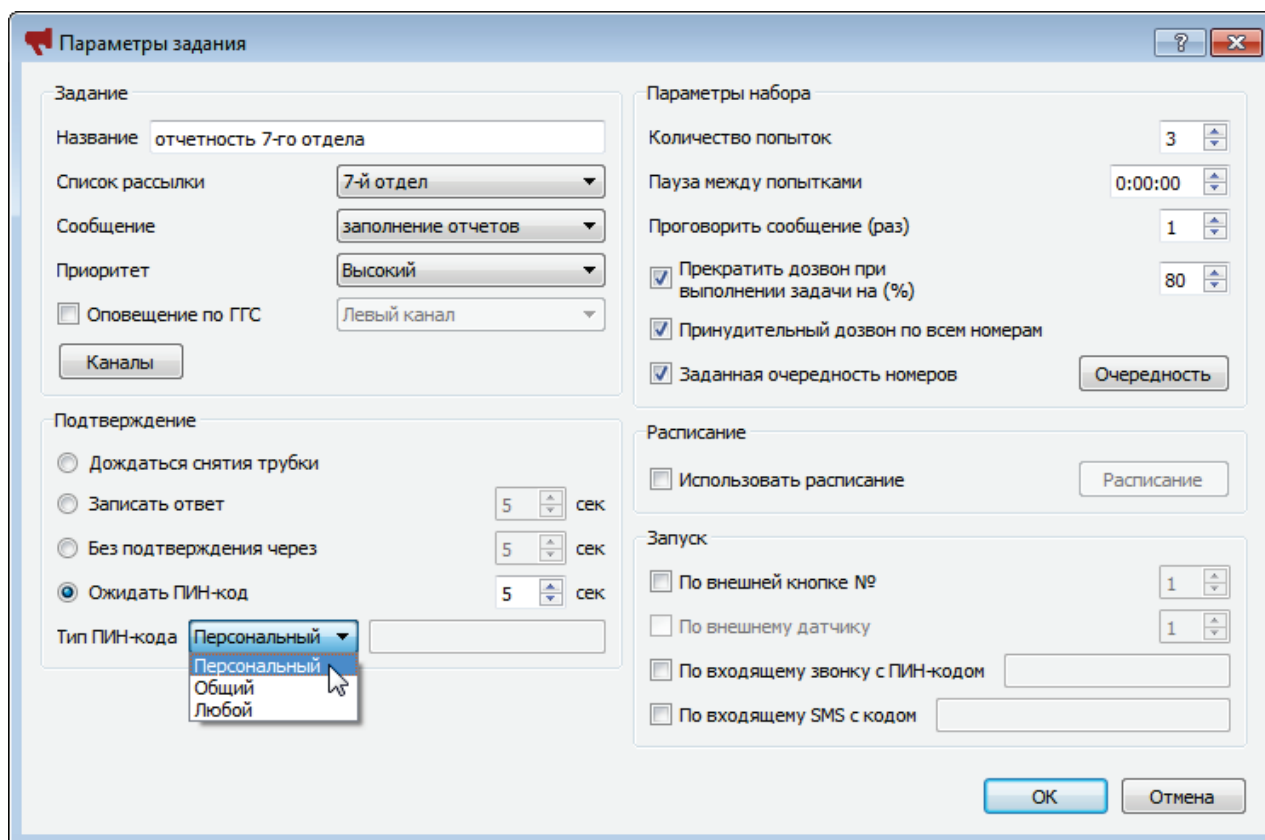 Параметры задания
Задание
Название отчетность 7-го отдела
Список рассылки 7-й отдел
Сообщение заполнение отчетов
Приоритет Высокий
Оповещение по ГГС Левый канал
Каналы
Подтверждение
Дождаться снятия трубки
Записать ответ 5 сек
Без подтверждения через 5 сек
Ожидать ПИН-код 5 сек
Тип ПИН-кода Персональный
Персональный
Общий
Любой
Параметры набора
Количество попыток 3
Пауза между попытками 0:00:00
Проговорить сообщение (раз) 1
Прекратить дозвон при
выполнении задачи на (%) 80
Принудительный дозвон по всем номерам
Заданная очередность номеров Очередность
Расписание
Использовать расписание Расписание
Запуск
По внешней кнопке № 1
По внешнему датчику 1
По входящему звонку с ПИН-кодом
По входящему SMS с кодом
OK Отмена